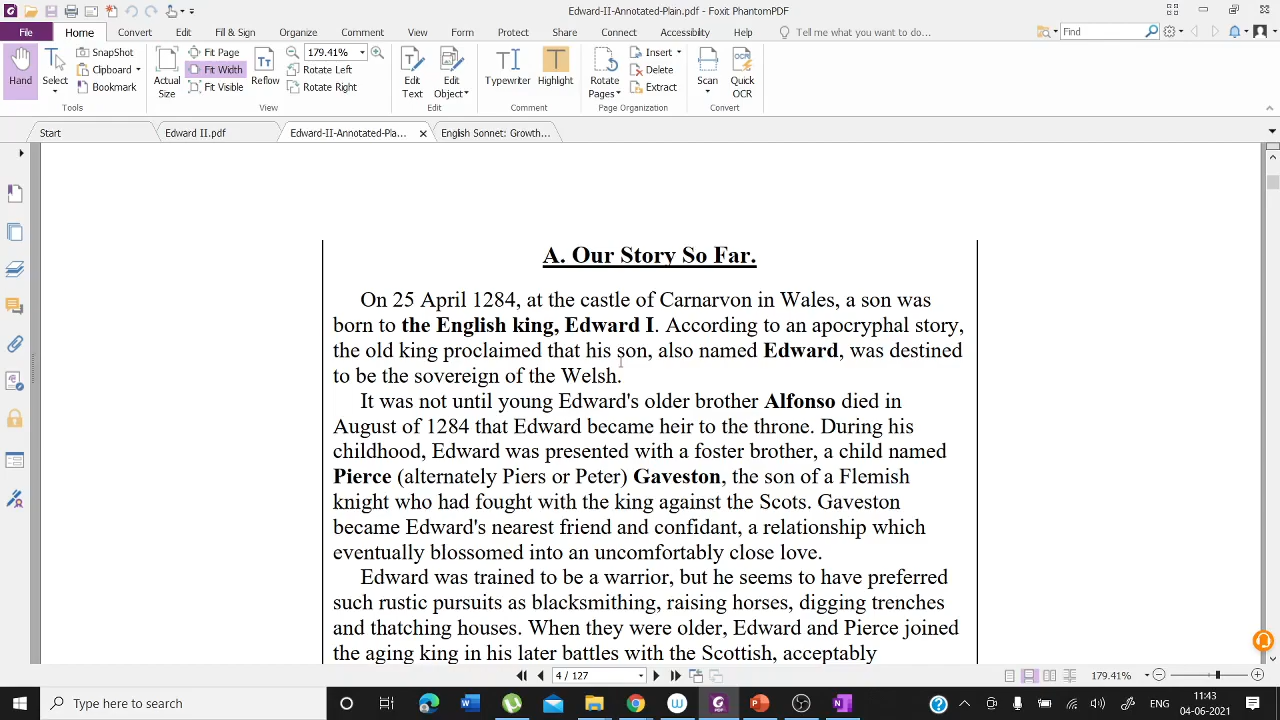 Edward-II-Annotated-Plain.pdf - Foxit PhantomPDF
File Home Convert Edit Fill & Sign Organize Comment View Form Protect Share Connect Accessibility Help Tell me what you want to do.. Find
SnapShot Fit Page 179.41% Insert
Clipboard Fit Width Rotate Left Delete
Bookmark Fit Visible Rotate Right Extract
Hand Select Actual Size Reflow Edit Text Edit Object Typewriter Highlight Rotate Pages Scan Quick OCR
Tools View Edit Comment Page Organization Convert
Start Edward II.pdf Edward-II-Annotated-Pla... English Sonnet: Growth...
A. Our Story So Far.
On 25 April 1284, at the castle of Carnarvon in Wales, a son was
born to the English king, Edward I. According to an apocryphal story,
the old king proclaimed that his son, also named Edward, was destined
to be the sovereign of the Welsh.
It was not until young Edward's older brother Alfonso died in
August of 1284 that Edward became heir to the throne. During his
childhood, Edward was presented with a foster brother, a child named
Pierce (alternately Piers or Peter) Gaveston, the son of a Flemish
knight who had fought with the king against the Scots. Gaveston
became Edward's nearest friend and confidant, a relationship which
eventually blossomed into an uncomfortably close love.
Edward was trained to be a warrior, but he seems to have preferred
such rustic pursuits as blacksmithing, raising horses, digging trenches
and thatching houses. When they were older, Edward and Pierce joined
the aging king in his later battles with the Scottish, acceptably
4 / 127 179.41%
Type here to search ENG 11:43
04-06-2021